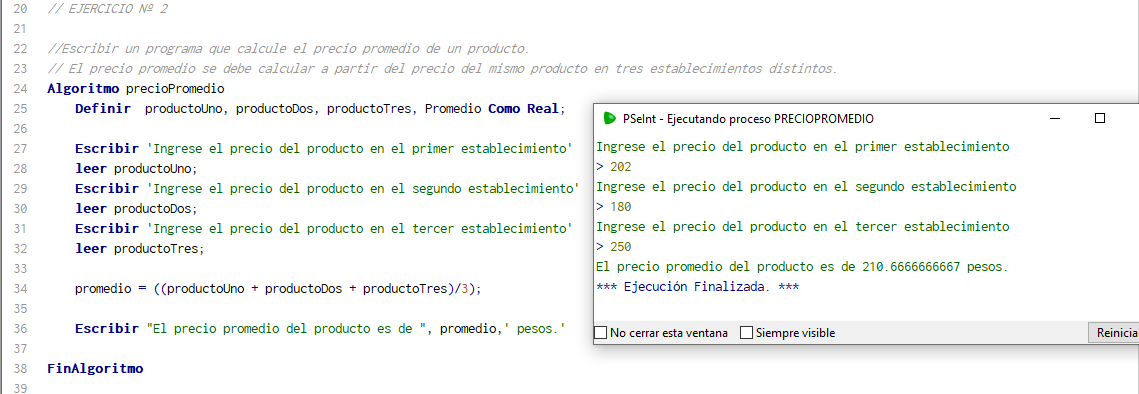 20 // EJERCICIO Nº 2
21
22 //Escribir un programa que calcule el precio promedio de un producto.
23 // El precio promedio se debe calcular a partir del precio del mismo producto en tres establecimientos distintos.
24 Algoritmo precioPromedio
25 Definir productoUno, productoDos, productoTres, Promedio Como Real;
26
27 Escribir 'Ingrese el precio del producto en el primer establecimiento'
28 leer productoUno;
29 Escribir 'Ingrese el precio del producto en el segundo establecimiento'
30 leer productoDos;
31 Escribir 'Ingrese el precio del producto en el tercer establecimiento'
32 leer productoTres;
33
34 promedio = ((productoUno + productoDos + productoTres)/3);
35
36 Escribir "El precio promedio del producto es de ", promedio,' pesos.'
37
38 FinAlgoritmo
39
PSeInt - Ejecutando proceso PRECIOPROMEDIO
Ingrese el precio del producto en el primer establecimiento
> 202
Ingrese el precio del producto en el segundo establecimiento
> 180
Ingrese el precio del producto en el tercer establecimiento
> 250
El precio promedio del producto es de 210.6666666667 pesos.
*** Ejecución Finalizada. ***
No cerrar esta ventana Siempre visible Reinicia